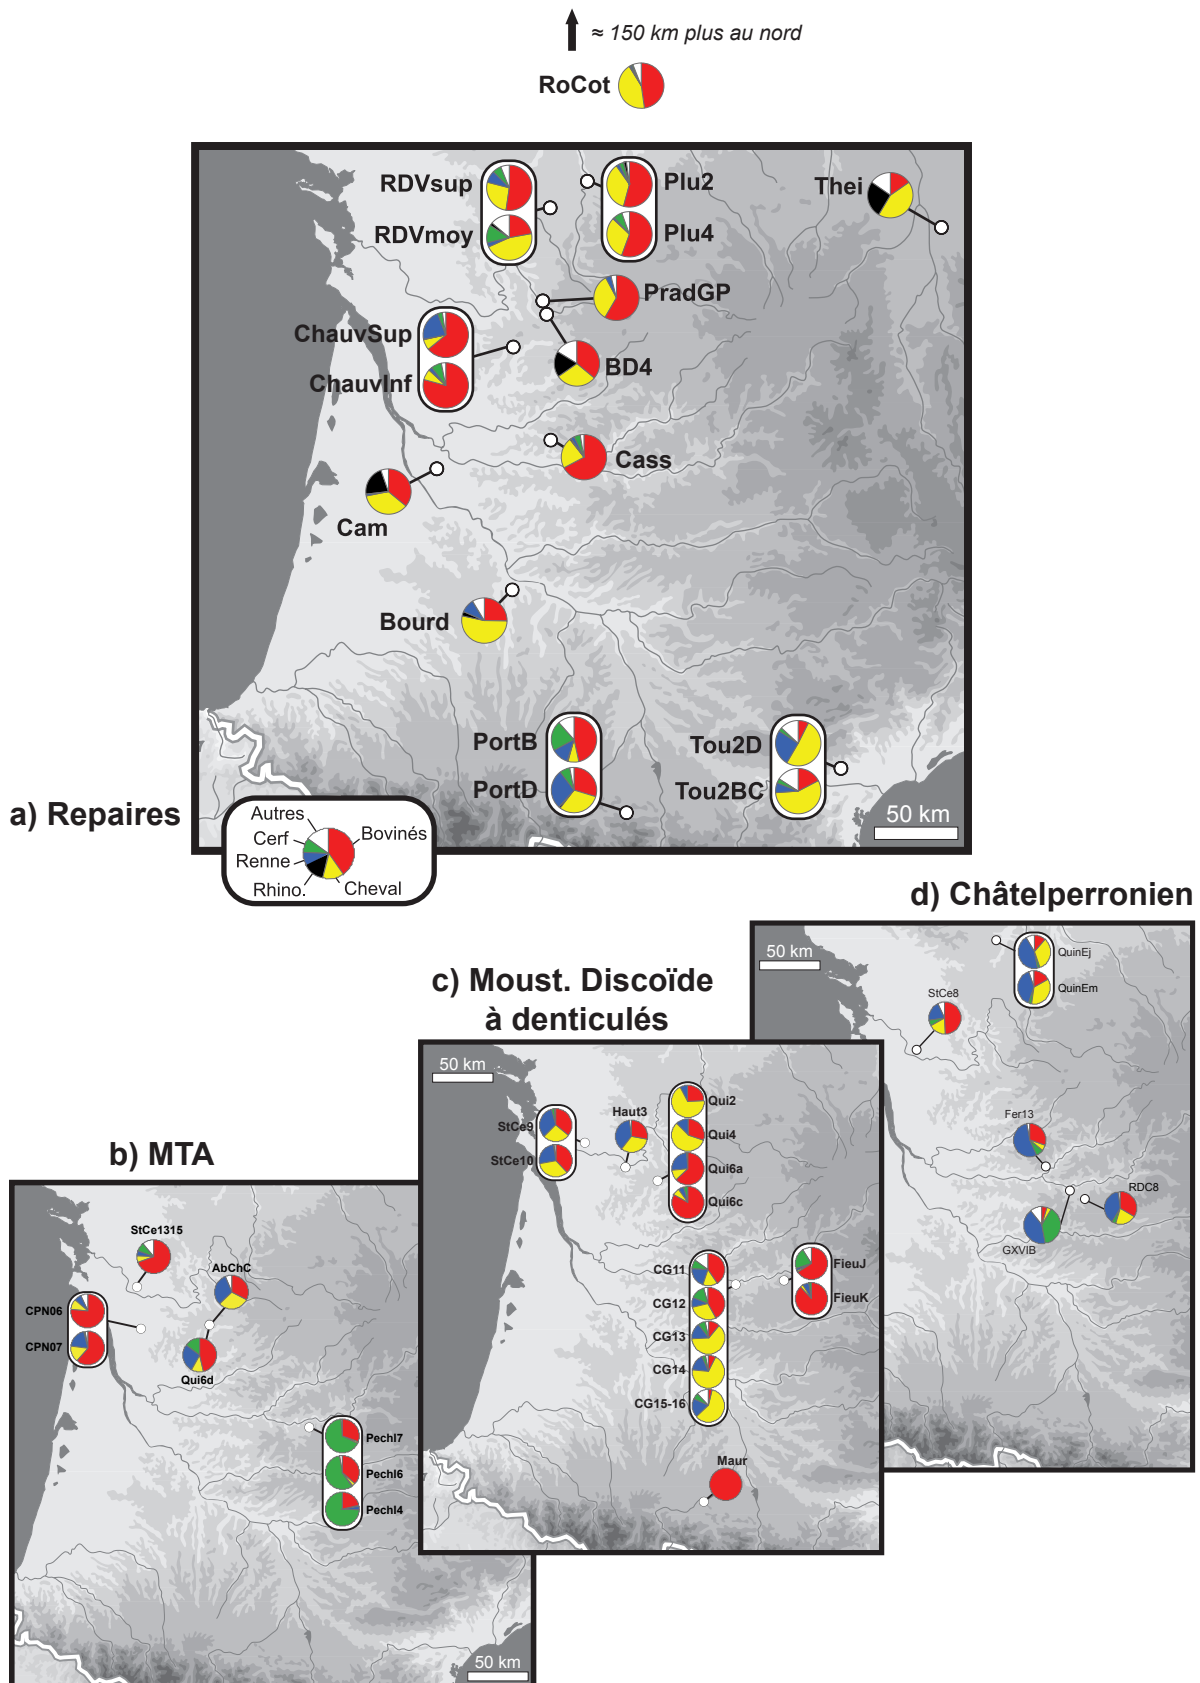 ≈ 150 km plus au nord
RoCot
RDVsup
RDVmoy
Plu2
Plu4
Thei
PradGP
ChauvSup
ChauvInf
BD4
Cass
Cam
Bourd
PortB
PortD
Tou2D
Tou2BC
50 km
a) Repaires
Autres
Cerf
Renne
Rhino.
Bovinés
Cheval
d) Châtelperronien
50 km
QuinEj
QuinEm
StCe8
Fer13
RDC8
GXVIB
c) Moust. Discoïde
à denticulés
50 km
StCe9
StCe10
Haut3
Qui2
Qui4
Qui6a
Qui6c
CG11
CG12
CG13
CG14
CG15-16
FieuJ
FieuK
Maur
b) MTA
StCe1315
AbChC
CPN06
CPN07
Qui6d
PechI7
PechI6
PechI4
50 km